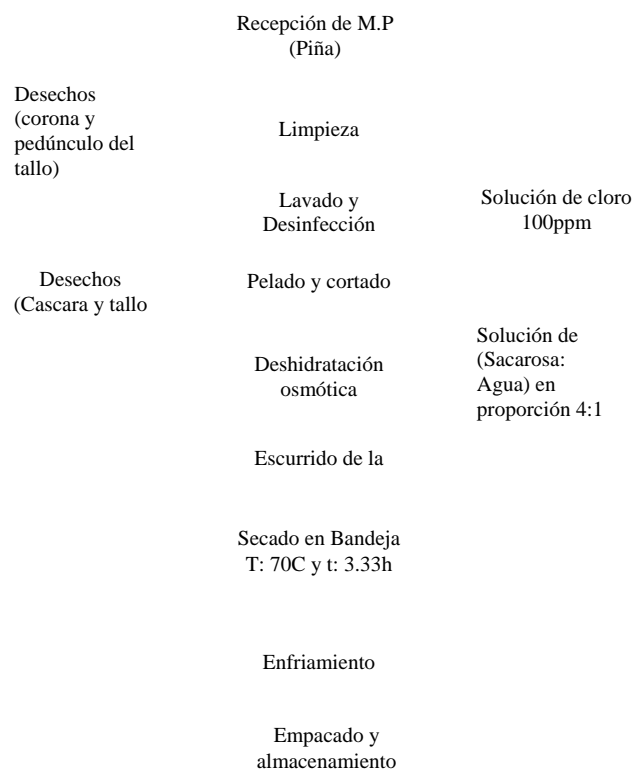 Recepción de M.P
(Piña)
Desechos
(corona y
pedúnculo del
tallo)
Limpieza
Lavado y
Desinfección
Solución de cloro
100ppm
Desechos
(Cascara y tallo
Pelado y cortado
Deshidratación
osmótica
Solución de
(Sacarosa:
Agua) en
proporción 4:1
Escurrido de la
Secado en Bandeja
T: 70C y t: 3.33h
Enfriamiento
Empacado y
almacenamiento